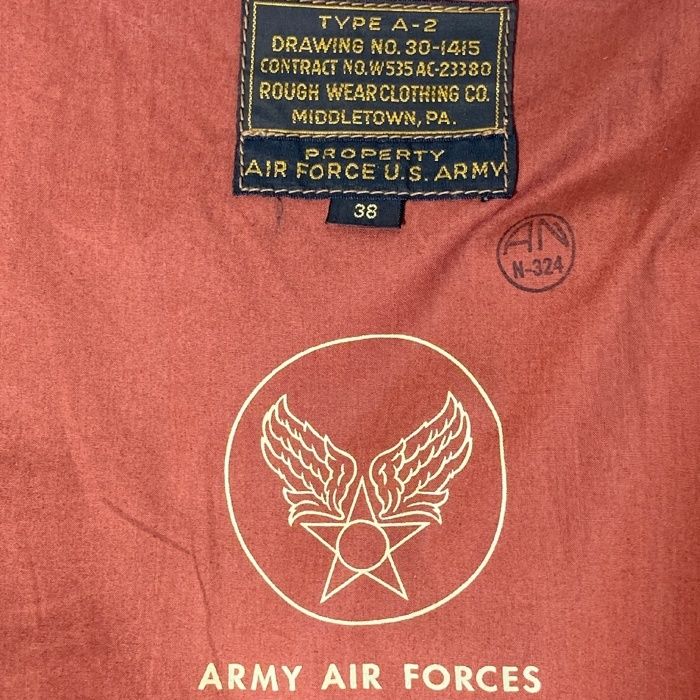 TYPE A-2
DRAWING NO. 30-1415
CONTRACT NO. W535 AC-23380
ROUGH WEAR CLOTHING CO.
MIDDLETOWN, PA.
PROPERTY
AIR FORCE U.S. ARMY
38
AN
N-324
ARMY AIR FORCES